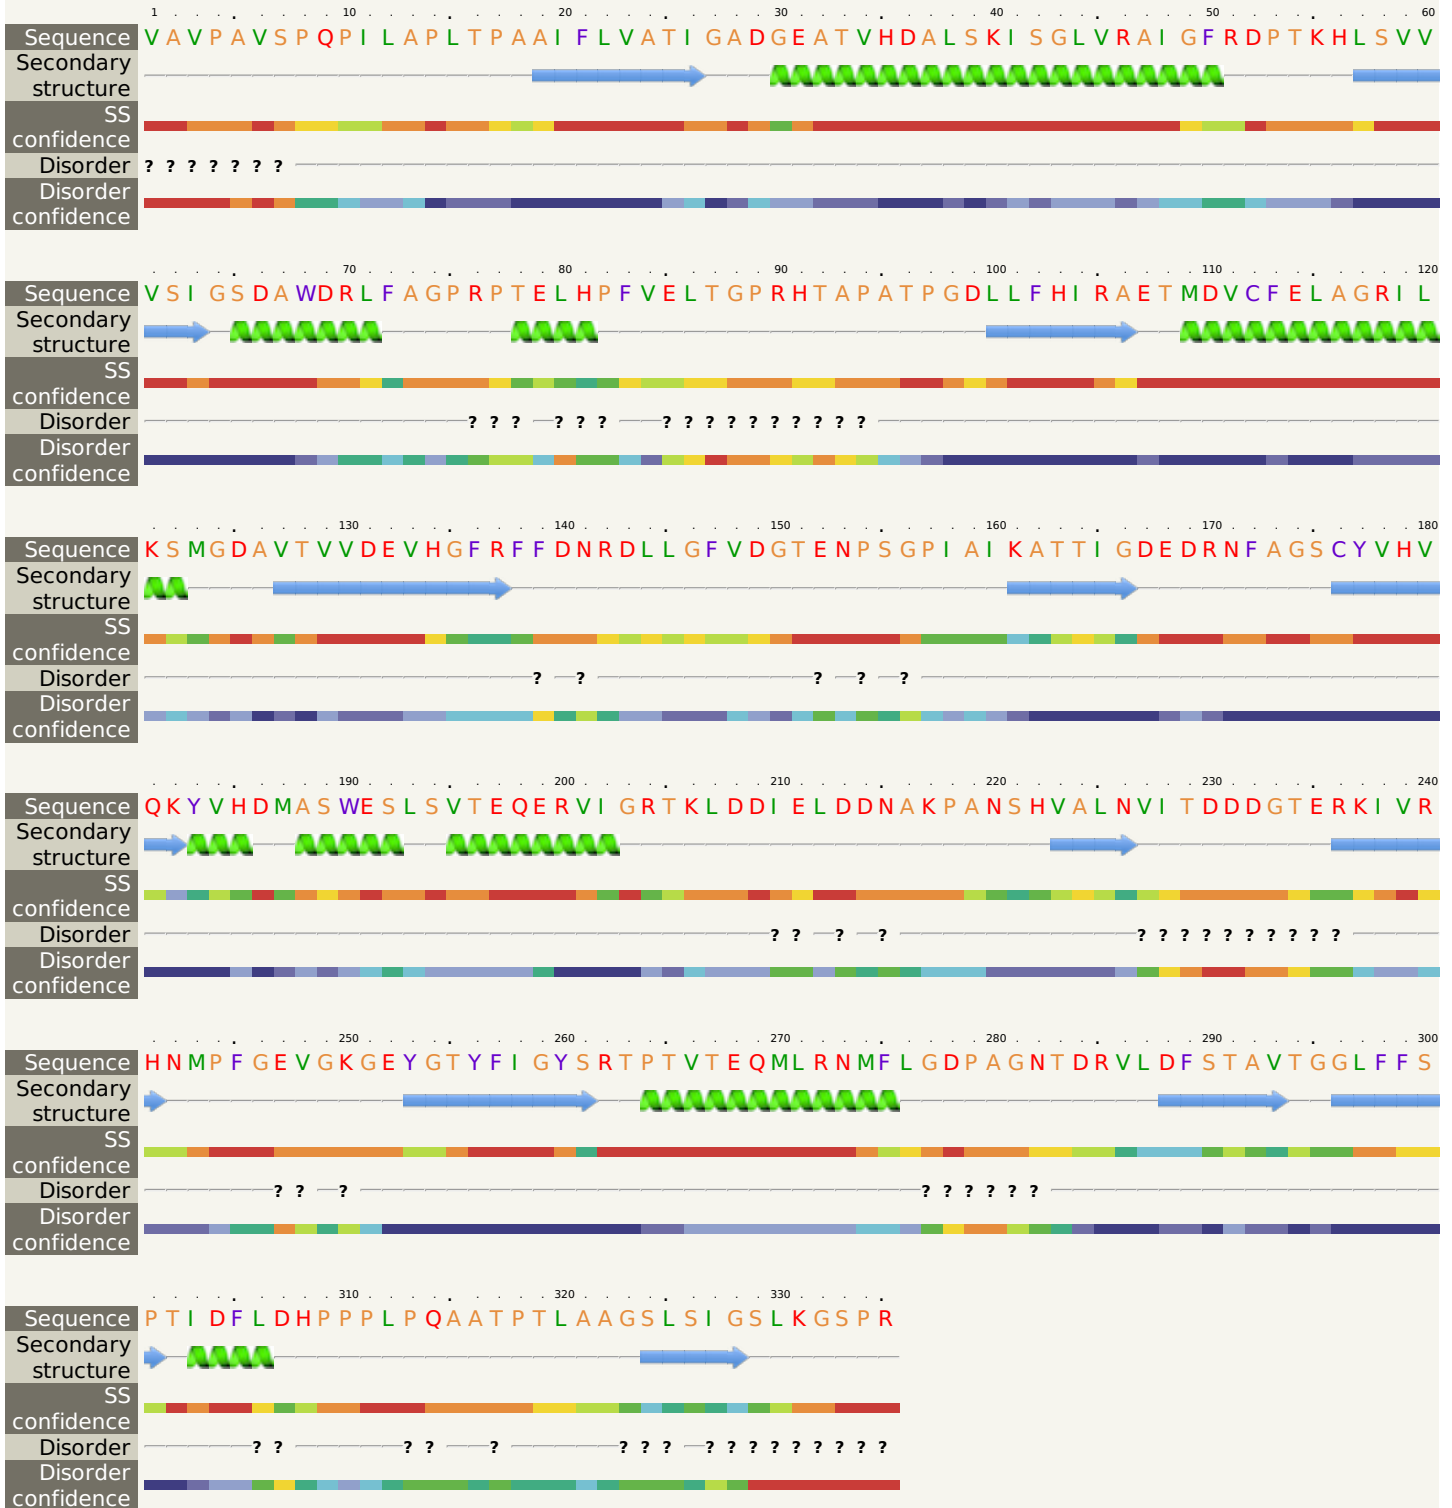 1 10 20 30 40 50 60
Sequence V A V P A V S P Q P I L A P L T P A A I F L V A T I G A D G E A T V H D A L S K I S G L V R A I G F R D P T K H L S V V
Secondary
structure
SS
confidence
Disorder ? ? ? ? ? ? ?
Disorder
confidence
70 80 90 100 110 120
Sequence V S I G S D A W D R L F A G P R P T E L H P F V E L T G P R H T A P A T P G D L L F H I R A E T M D V C F E L A G R I L
Secondary
structure
SS
confidence
Disorder ? ? ? ? ? ? ? ? ? ? ? ? ? ? ? ?
Disorder
confidence
130 140 150 160 170 180
Sequence K S M G D A V T V V D E V H G F R F F D N R D L L G F V D G T E N P S G P I A I K A T T I G D E D R N F A G S C Y V H V
Secondary
structure
SS
confidence
Disorder ? ? ? ? ?
Disorder
confidence
190 200 210 220 230 240
Sequence Q K Y V H D M A S W E S L S V T E Q E R V I G R T K L D D I E L D D N A K P A N S H V A L N V I T D D D G T E R K I V R
Secondary
structure
SS
confidence
Disorder ? ? ? ? ? ? ? ? ? ? ? ? ? ?
Disorder
confidence
250 260 270 280 290 300
Sequence H N M P F G E V G K G E Y G T Y F I G Y S R T P T V T E Q M L R N M F L G D P A G N T D R V L D F S T A V T G G L F F S
Secondary
structure
SS
confidence
Disorder ? ? ? ? ? ? ? ? ?
Disorder
confidence
310 320 330
Sequence P T I D F L D H P P P L P Q A A T P T L A A G S L S I G S L K G S P R
Secondary
structure
SS
confidence
Disorder ? ? ? ? ? ? ? ? ? ? ? ? ? ? ? ? ?
Disorder
confidence